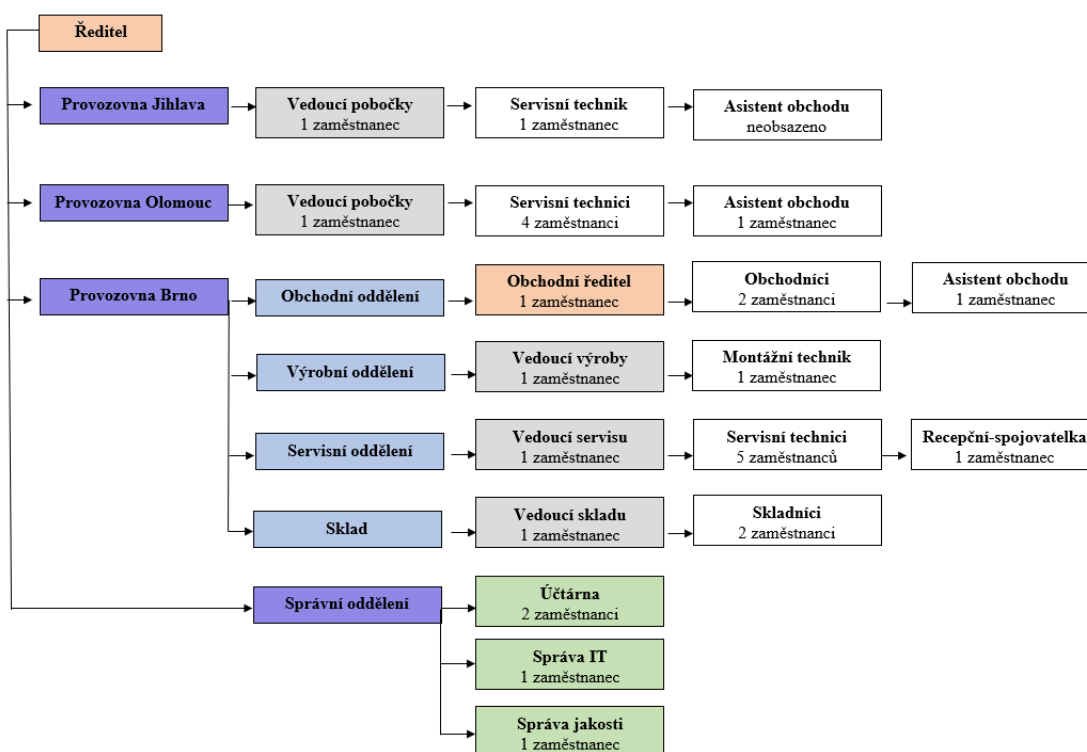 Ředitel
Provozovna Jihlava
Vedoucí pobočky
1 zaměstnanec
Servisní technik
1 zaměstnanec
Asistent obchodu
neobsazeno
Provozovna Olomouc
Vedoucí pobočky
1 zaměstnanec
Servisní technici
4 zaměstnanci
Asistent obchodu
1 zaměstnanec
Provozovna Brno
Obchodní oddělení
Obchodní ředitel
1 zaměstnanec
Obchodníci
2 zaměstnanci
Asistent obchodu
1 zaměstnanec
Výrobní oddělení
Vedoucí výroby
1 zaměstnanec
Montážní technik
1 zaměstnanec
Servisní oddělení
Vedoucí servisu
1 zaměstnanec
Servisní technici
5 zaměstnanců
Recepční-spojovatelka
1 zaměstnanec
Sklad
Vedoucí skladu
1 zaměstnanec
Skladníci
2 zaměstnanci
Správní oddělení
Účtárna
2 zaměstnanci
Správa IT
1 zaměstnanec
Správa jakosti
1 zaměstnanec